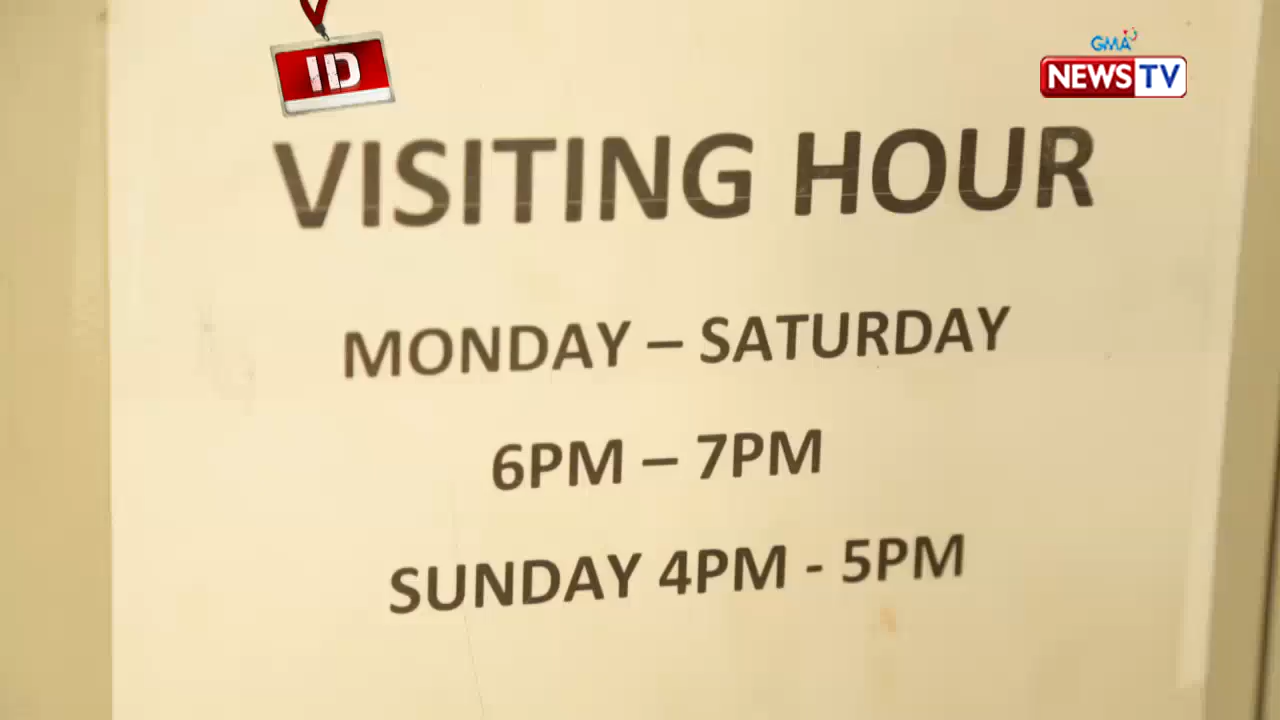 ID
GMA
NEWS TV
VISITING HOUR
MONDAY – SATURDAY
6PM – 7PM
SUNDAY 4PM - 5PM